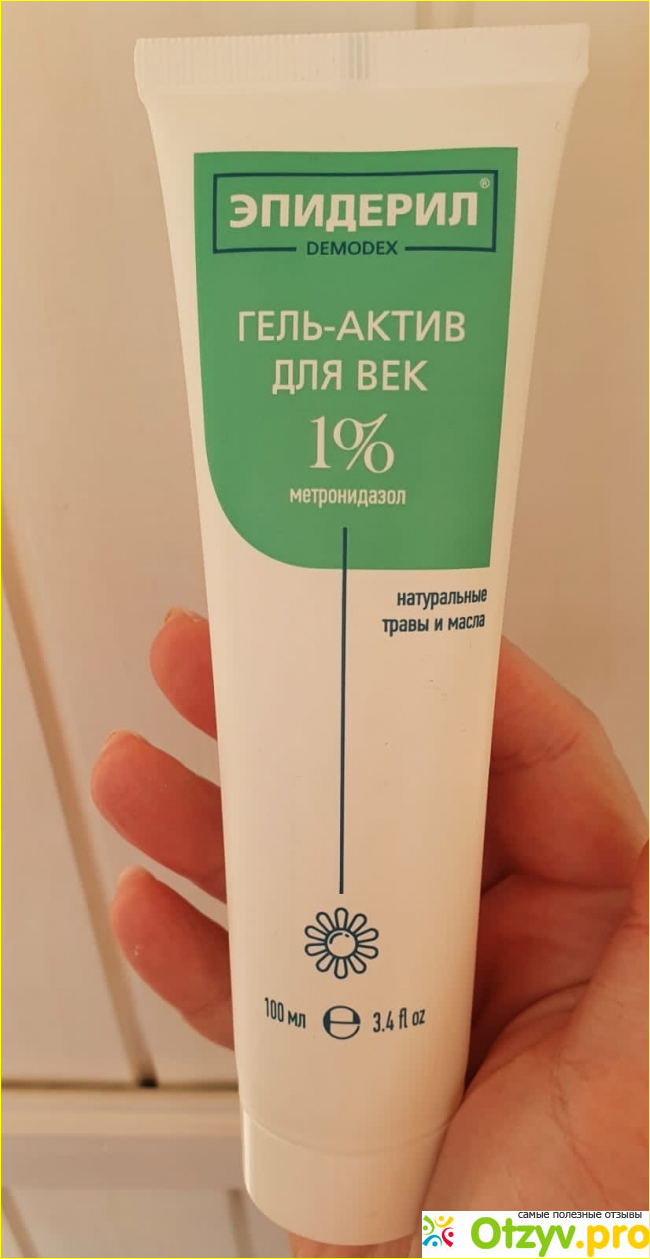 ЭПИДЕРИЛ®
DEMODEX
ГЕЛЬ-АКТИВ
ДЛЯ ВЕК
1%
метронидазол
натуральные
травы и масла
100 мл e 3.4 fl oz
самые полезные отзывы
Otzyv.pro